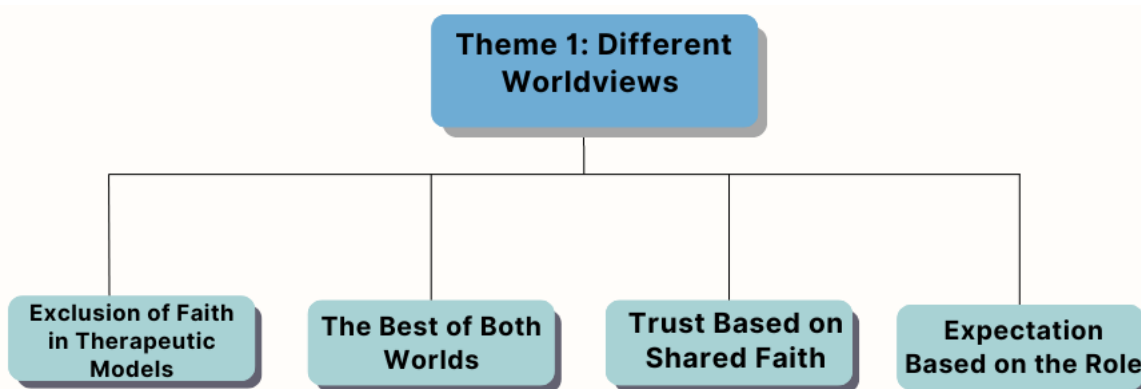 Theme 1: Different
Worldviews
Exclusion of Faith
in Therapeutic
Models
The Best of Both
Worlds
Trust Based on
Shared Faith
Expectation
Based on the Role